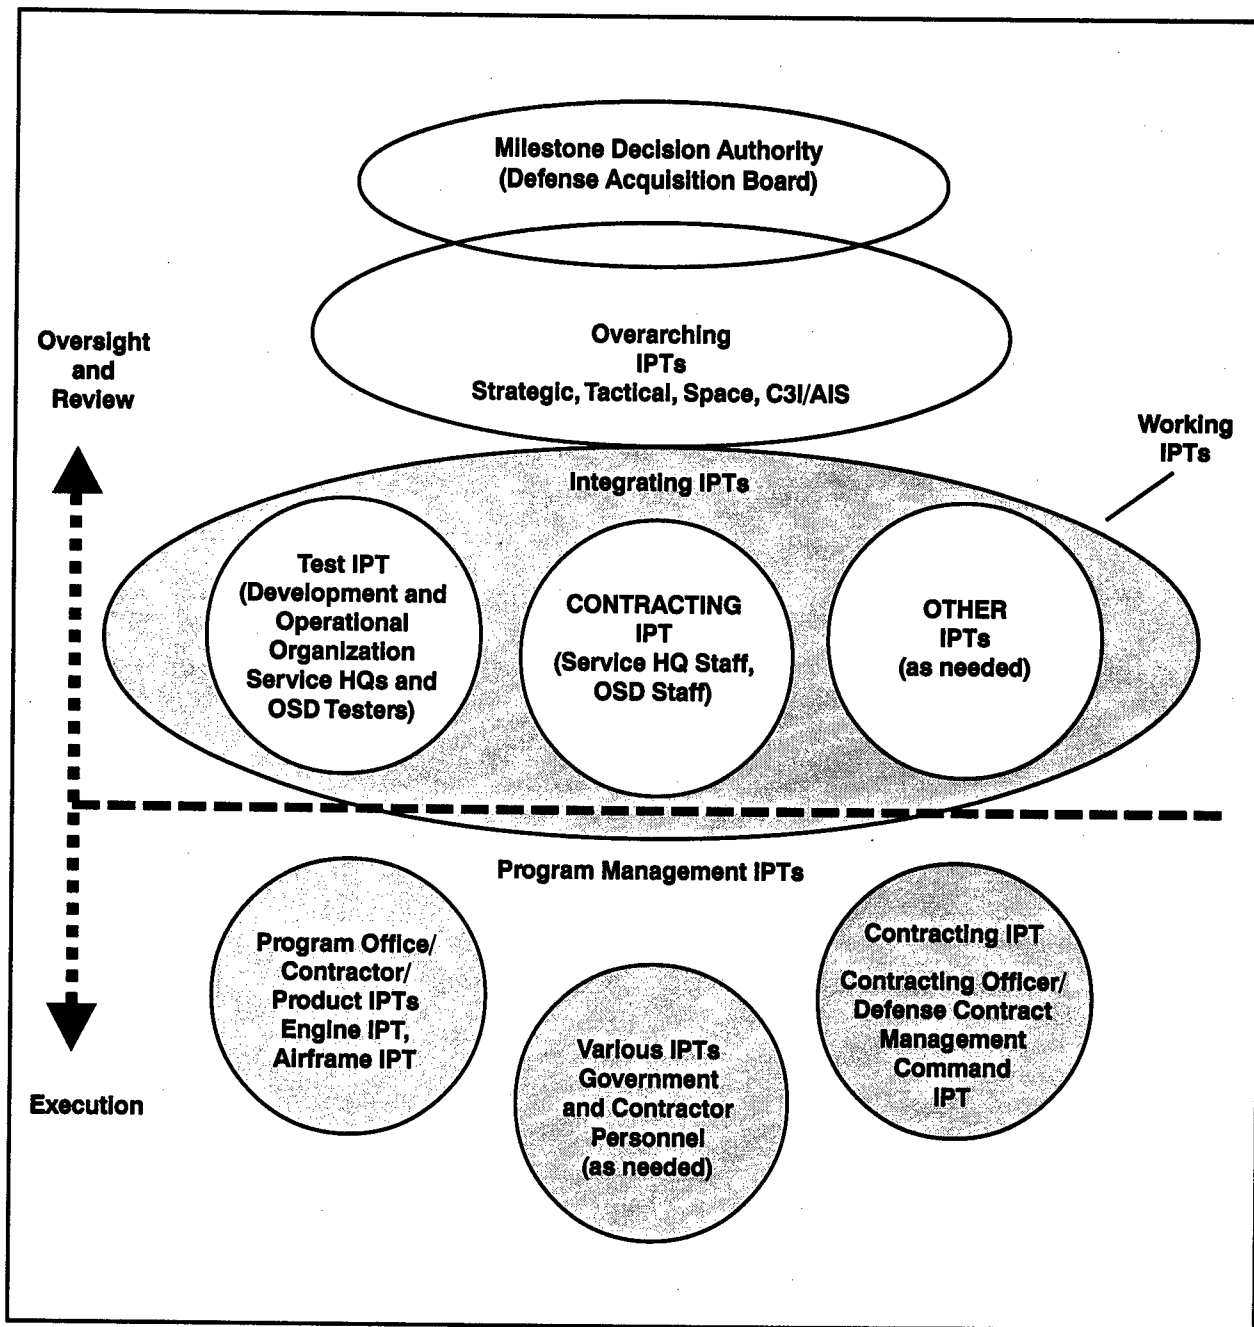 Milestone Decision Authority
(Defense Acquisition Board)
Overarching
IPTs
Strategic, Tactical, Space, C3I/AIS
Oversight
and
Review
Working
IPTs
Integrating IPTs
Test IPT
(Development and
Operational
Organization
Service HQs and
OSD Testers)
CONTRACTING
IPT
(Service HQ Staff,
OSD Staff)
OTHER
IPTs
(as needed)
Program Management IPTs
Program Office/
Contractor/
Product IPTs
Engine IPT,
Airframe IPT
Various IPTs
Government
and Contractor
Personnel
(as needed)
Contracting IPT
Contracting Officer/
Defense Contract
Management
Command
IPT
Execution